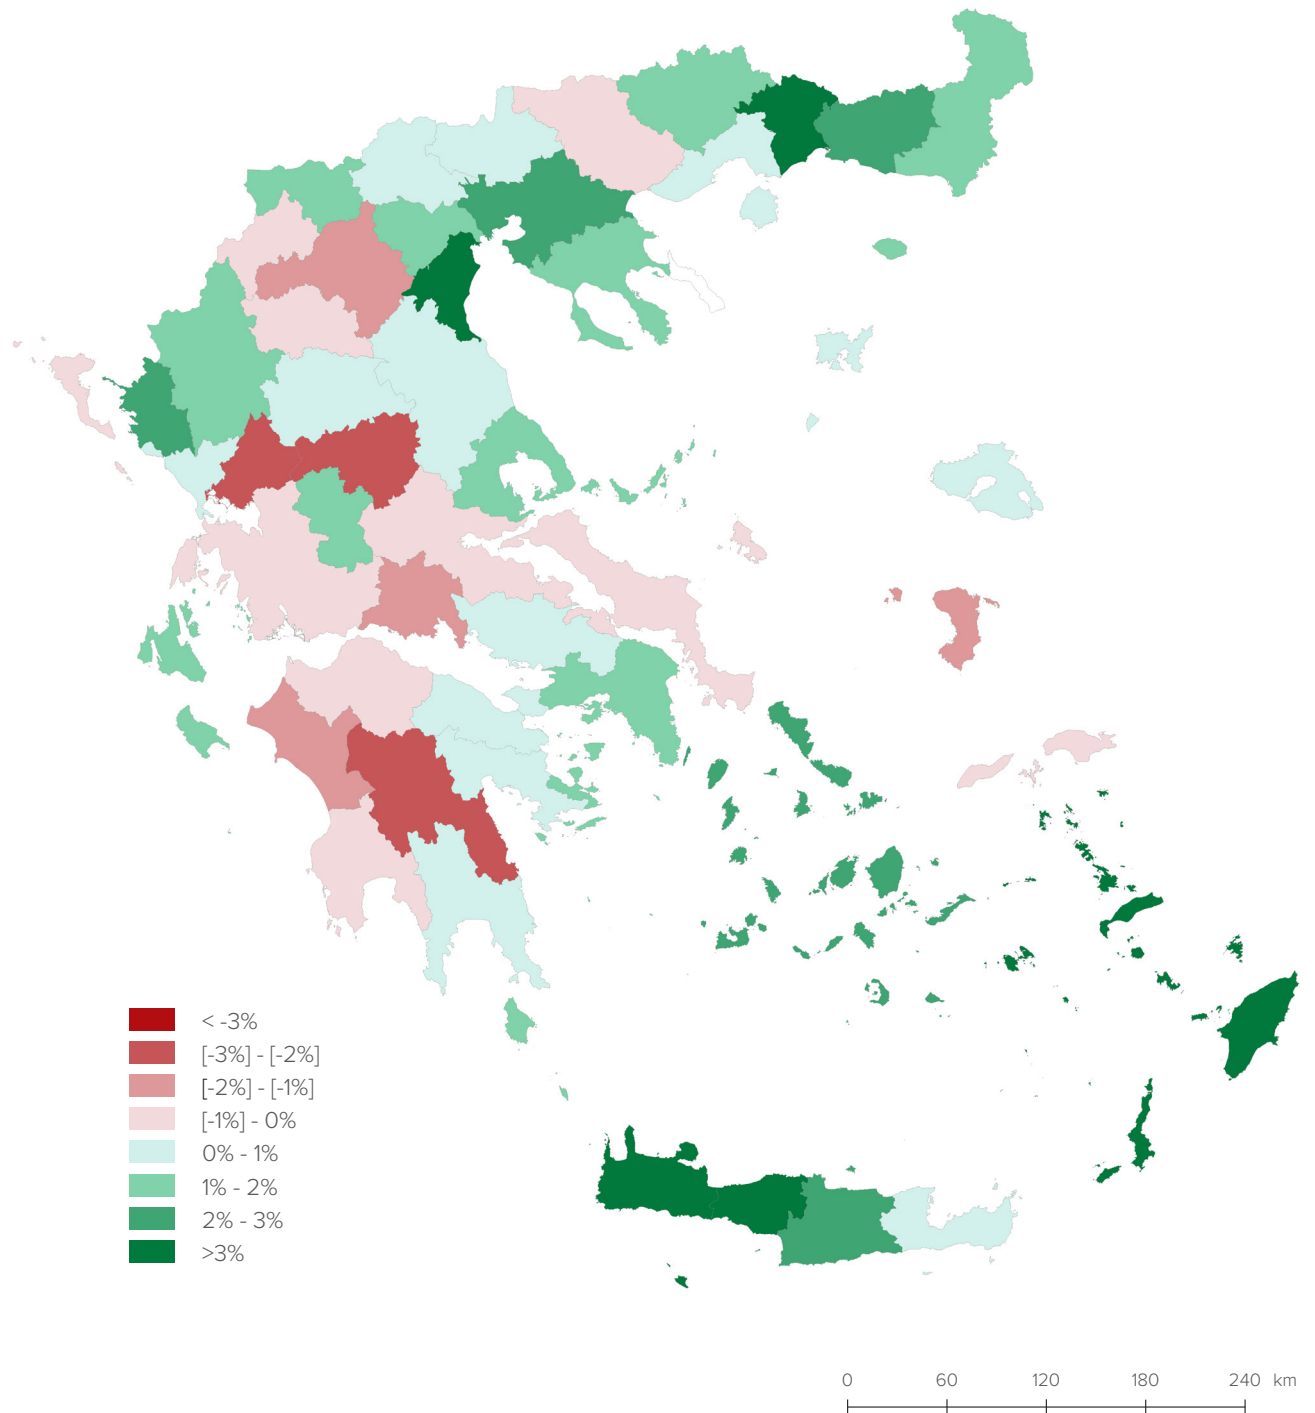 < -3%
[-3%] - [-2%]
[-2%] - [-1%]
[-1%] - 0%
0% - 1%
1% - 2%
2% - 3%
>3%
0 60 120 180 240 km